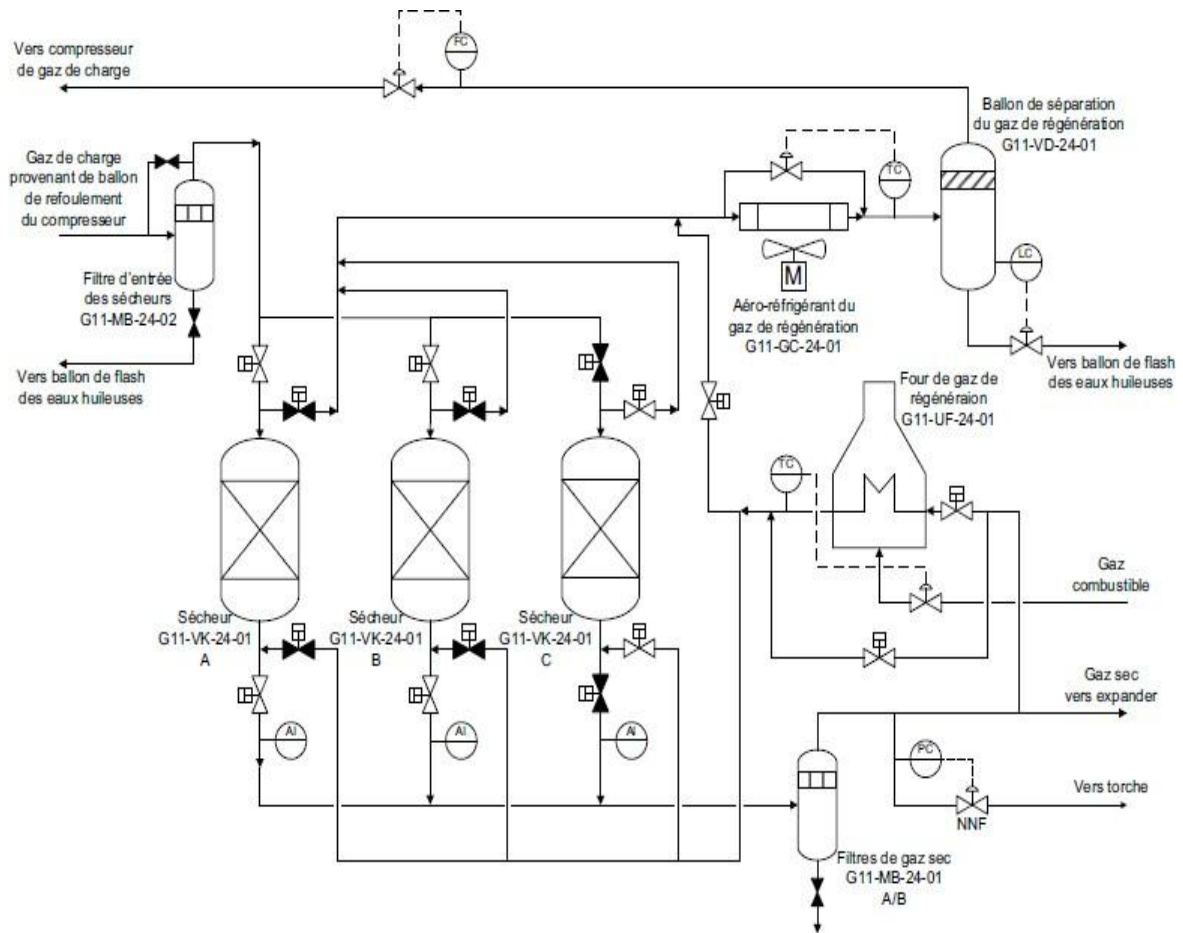 FC
Vers compresseur
de gaz de charge
Ballon de séparation
du gaz de régénération
G11-VD-24-01
Gaz de charge
provenant de ballon
de refoulement
du compresseur
TC
LC
M
Filtre d'entrée
des sécheurs
G11-MB-24-02
Aéro-réfrigérant du
gaz de régénération
G11-GC-24-01
Vers ballon de flash
des eaux huileuses
Vers ballon de flash
des eaux huileuses
Four de gaz de
régénéraion
G11-UF-24-01
TC
Gaz
combustible
Sécheur
G11-VK-24-01
A
Sécheur
G11-VK-24-01
B
Sécheur
G11-VK-24-01
C
Gaz sec
vers expander
AI
AI
AI
PC
Vers torche
NNF
Filtres de gaz sec
G11-MB-24-01
A/B